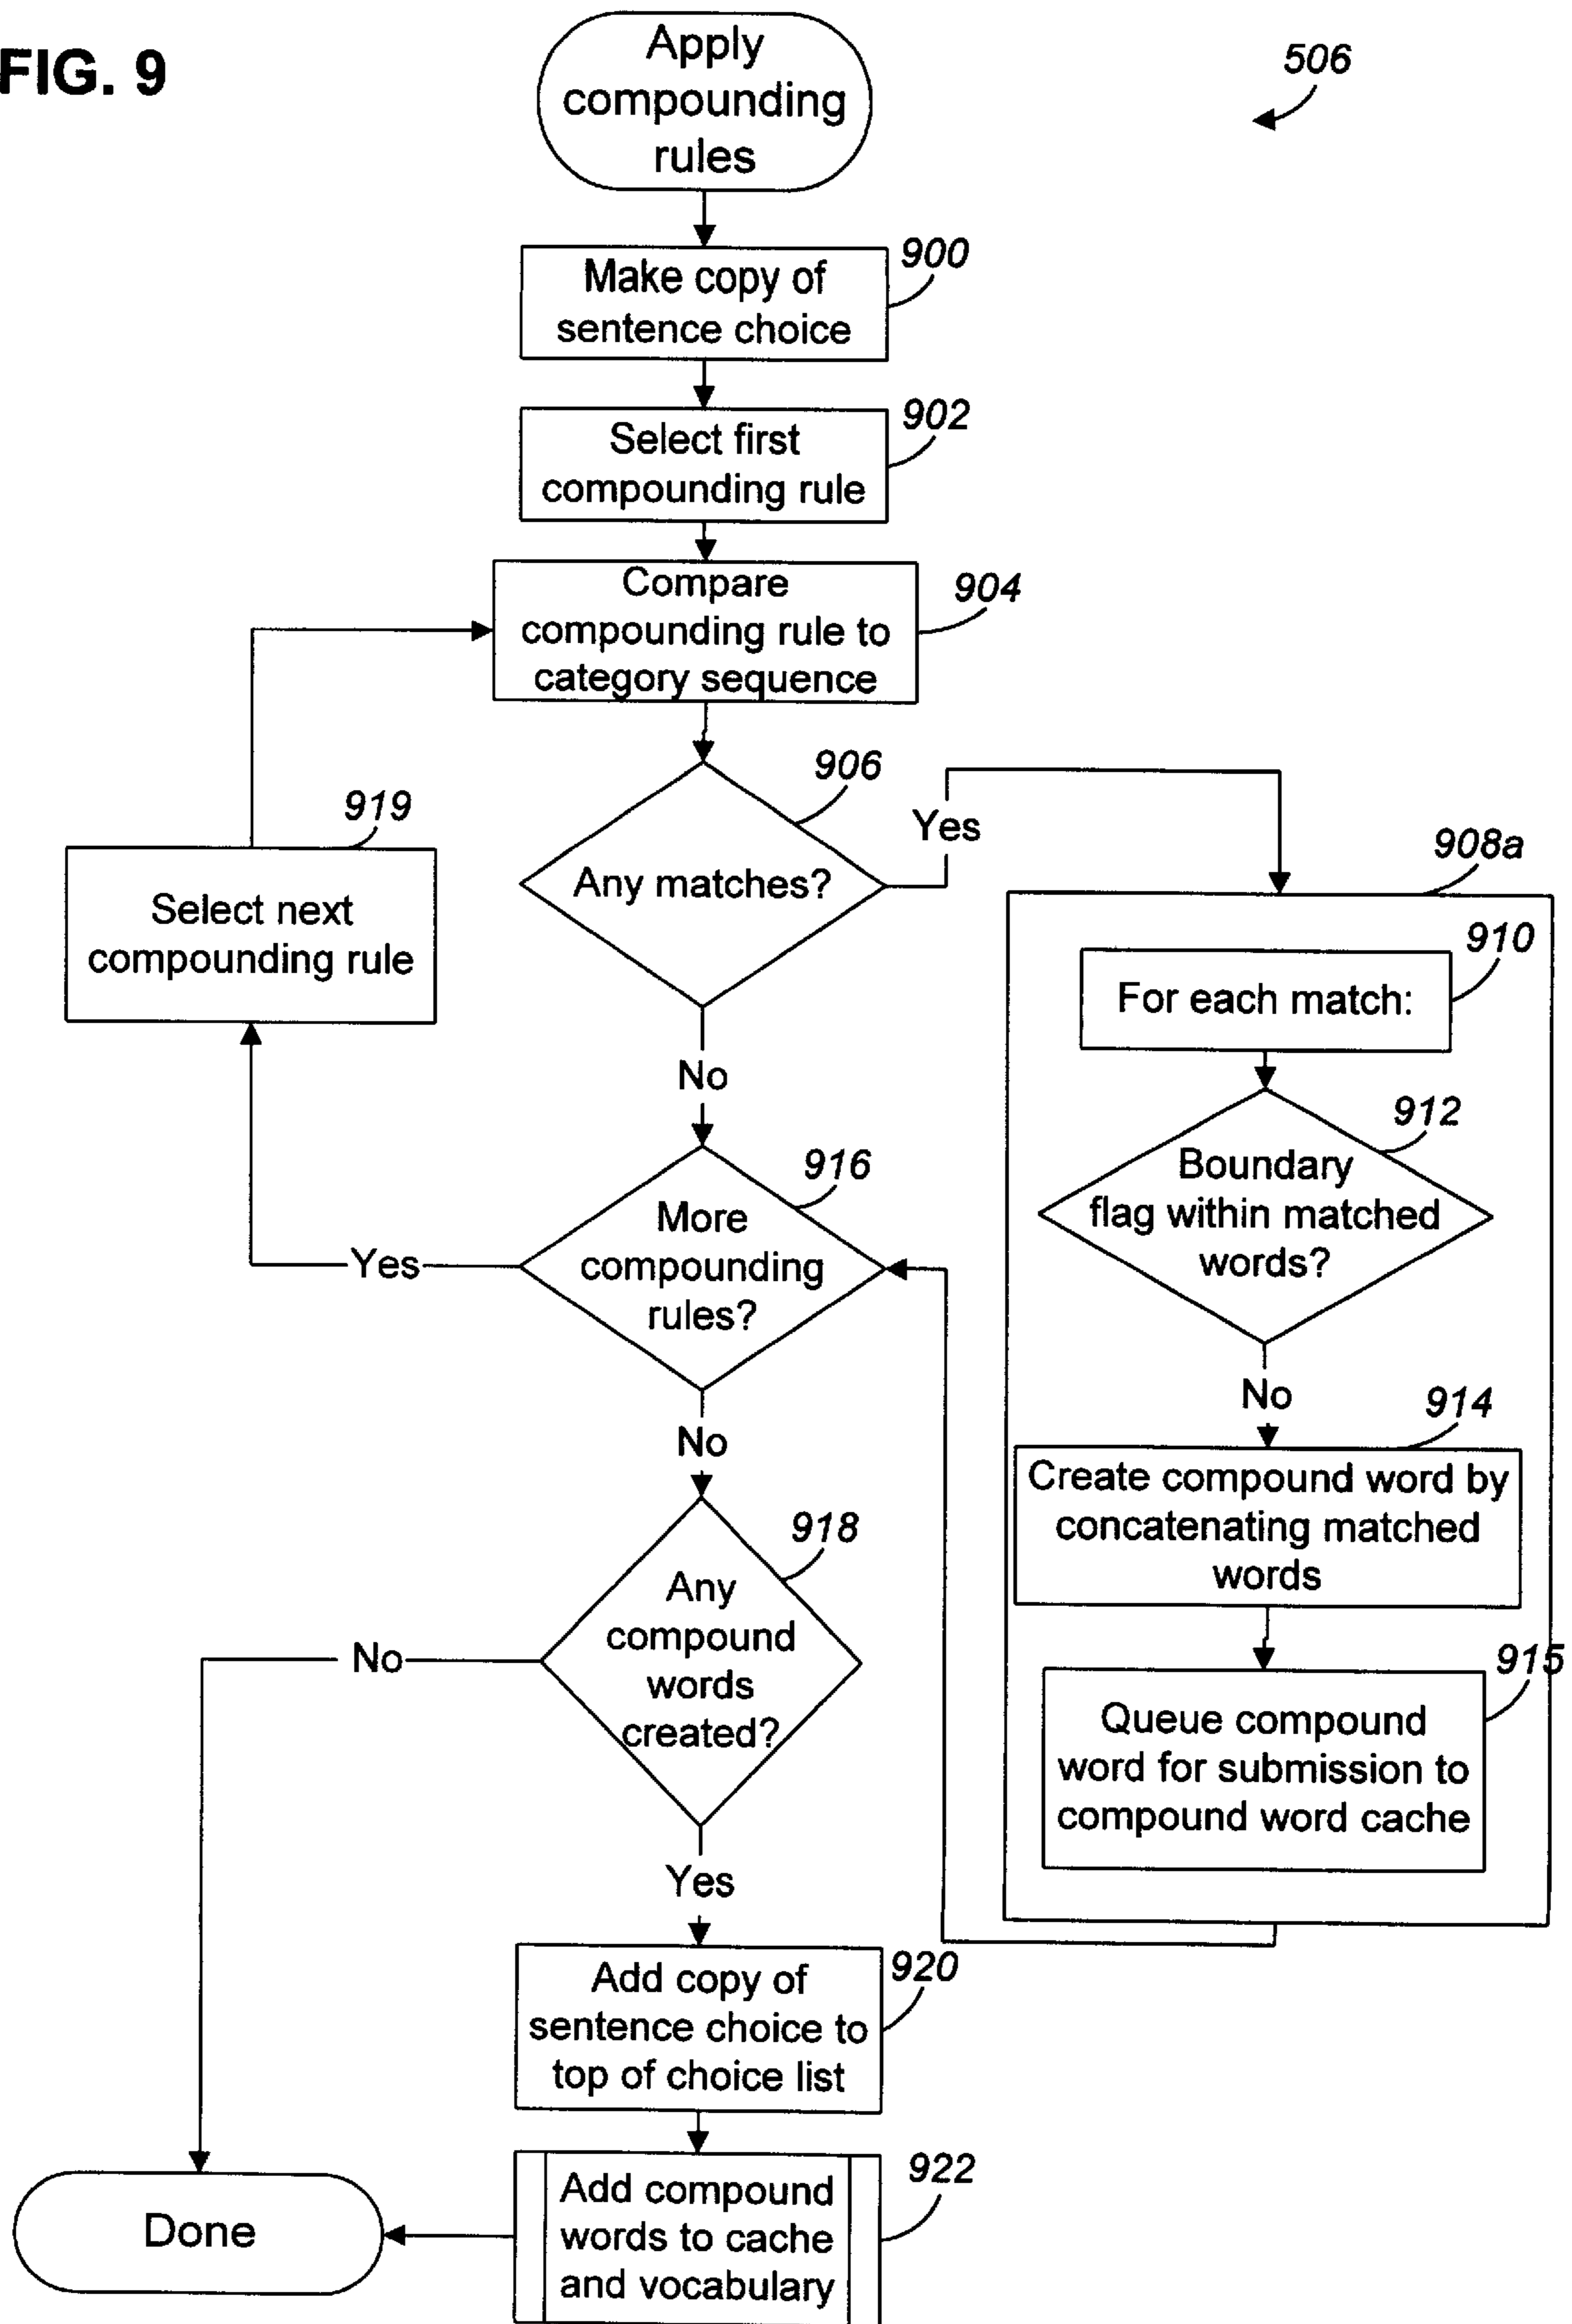 FIG. 9
506
Apply
compounding
rules
900
Make copy of
sentence choice
902
Select first
compounding rule
904
Compare
compounding rule to
category sequence
906
Any matches?
Yes
No
919
Select next
compounding rule
908a
910
For each match:
912
Boundary
flag within matched
words?
No
914
Create compound word by
concatenating matched
words
915
Queue compound
word for submission to
compound word cache
916
More
compounding
rules?
Yes
No
918
Any
compound
words
created?
No
Yes
920
Add copy of
sentence choice to
top of choice list
922
Add compound
words to cache
and vocabulary
Done